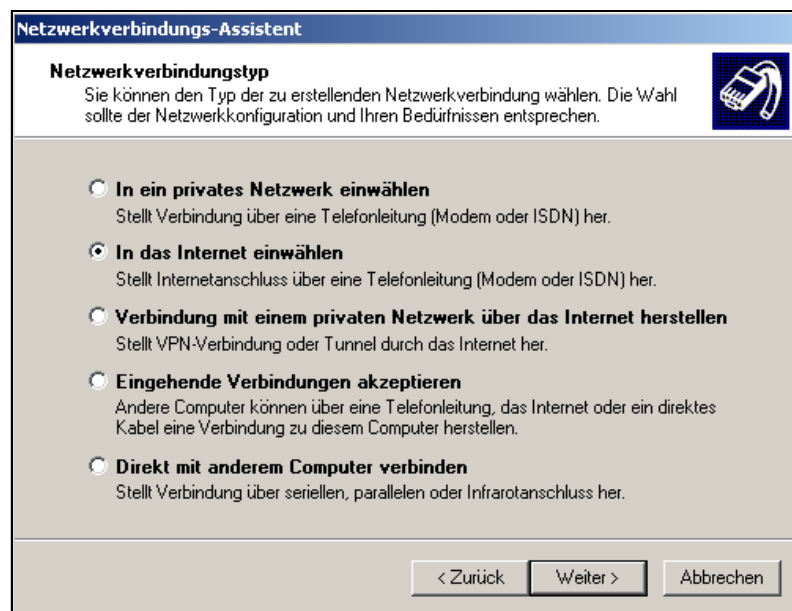 Netzwerkverbindungs-Assistent
Netzwerkverbindungstyp
Sie können den Typ der zu erstellenden Netzwerkverbindung wählen. Die Wahl
sollte der Netzwerkkonfiguration und Ihren Bedürfnissen entsprechen.
In ein privates Netzwerk einwählen
Stellt Verbindung über eine Telefonleitung (Modem oder ISDN) her.
In das Internet einwählen
Stellt Internetanschluss über eine Telefonleitung (Modem oder ISDN) her.
Verbindung mit einem privaten Netzwerk über das Internet herstellen
Stellt VPN-Verbindung oder Tunnel durch das Internet her.
Eingehende Verbindungen akzeptieren
Andere Computer können über eine Telefonleitung, das Internet oder ein direktes
Kabel eine Verbindung zu diesem Computer herstellen.
Direkt mit anderem Computer verbinden
Stellt Verbindung über seriellen, parallelen oder Infrarotanschluss her.
< Zurück Weiter > Abbrechen